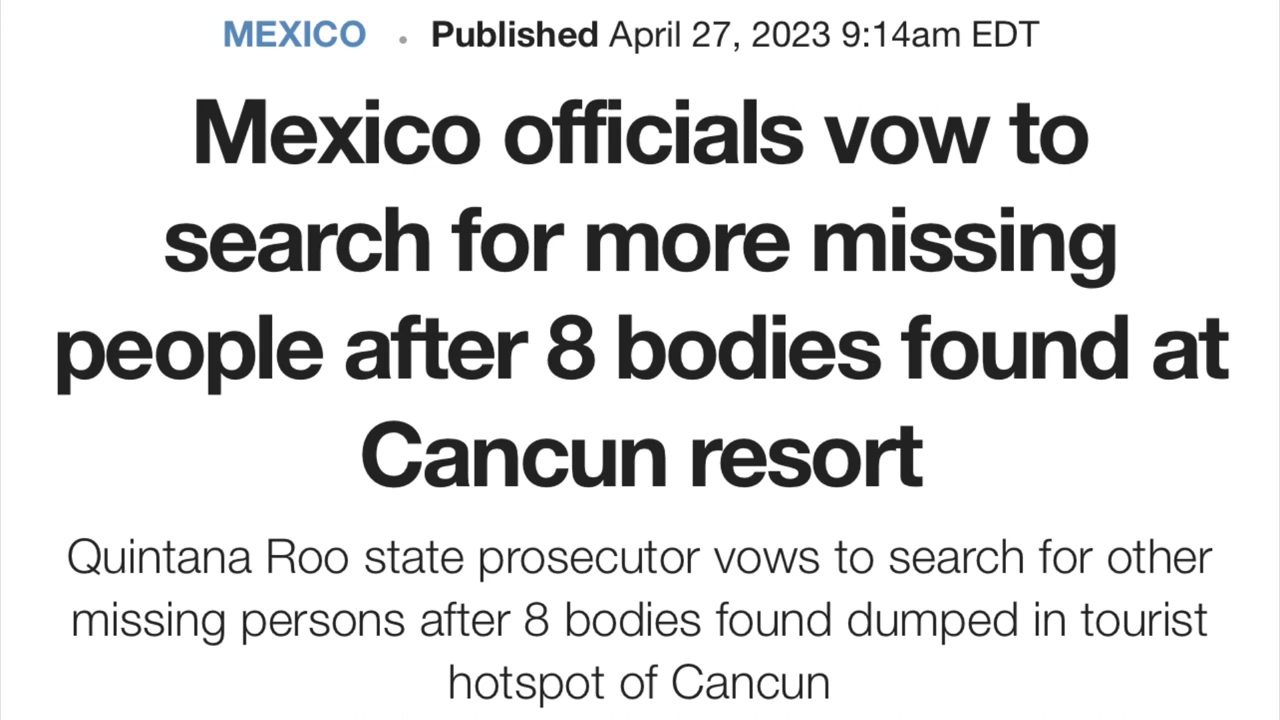 MEXICO • Published April 27, 2023 9:14am EDT
Mexico officials vow to
search for more missing
people after 8 bodies found at
Cancun resort
Quintana Roo state prosecutor vows to search for other
missing persons after 8 bodies found dumped in tourist
hotspot of Cancun